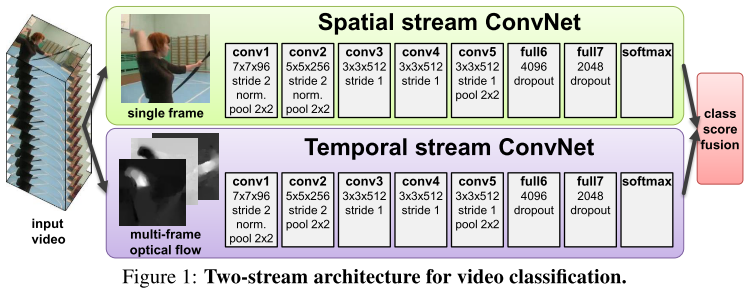 Spatial stream ConvNet
single frame
conv1
7x7x96
stride 2
norm.
pool 2x2
conv2
5x5x256
stride 2
norm.
pool 2x2
conv3
3x3x512
stride 1
conv4
3x3x512
stride 1
conv5
3x3x512
stride 1
pool 2x2
full6
4096
dropout
full7
2048
dropout
softmax
input
video
Temporal stream ConvNet
multi-frame
optical flow
conv1
7x7x96
stride 2
norm.
pool 2x2
conv2
5x5x256
stride 2
pool 2x2
conv3
3x3x512
stride 1
conv4
3x3x512
stride 1
conv5
3x3x512
stride 1
pool 2x2
full6
4096
dropout
full7
2048
dropout
softmax
class
score
fusion
Figure 1: Two-stream architecture for video classification.